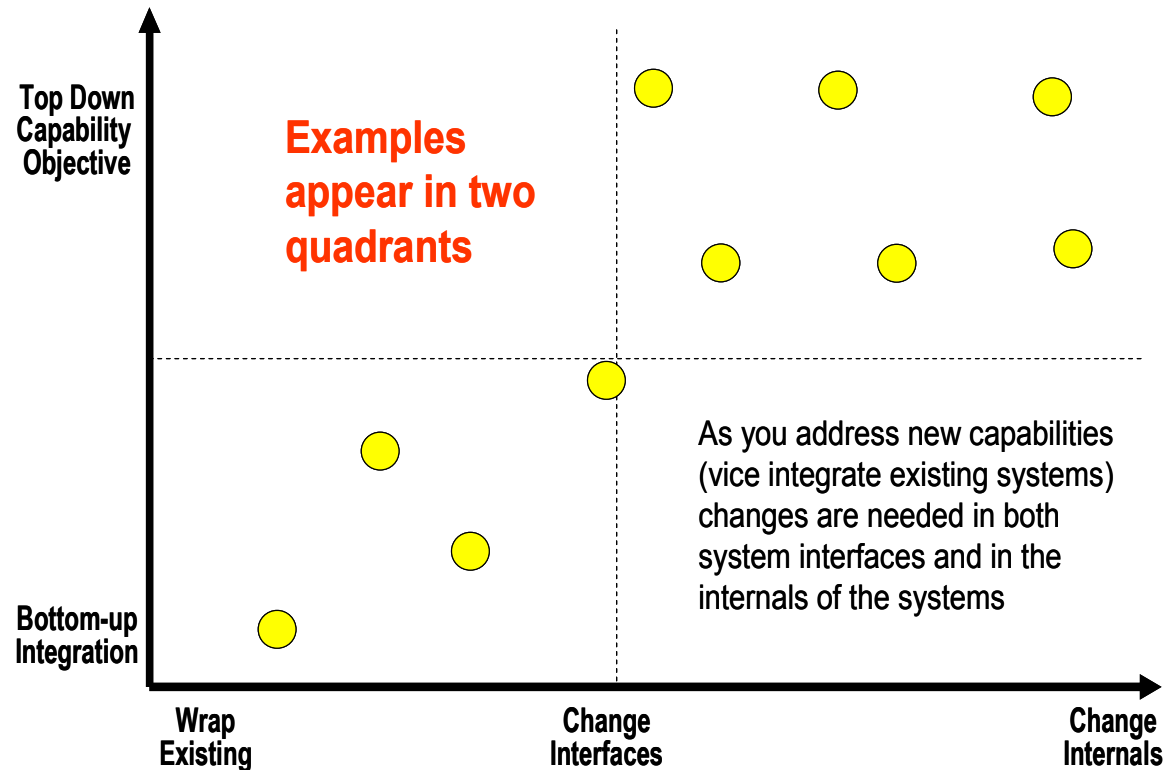 Top Down
Capability
Objective
Examples
appear in two
quadrants
As you address new capabilities
(vice integrate existing systems)
changes are needed in both
system interfaces and in the
internals of the systems
Bottom-up
Integration
Wrap
Existing
Change
Interfaces
Change
Internals